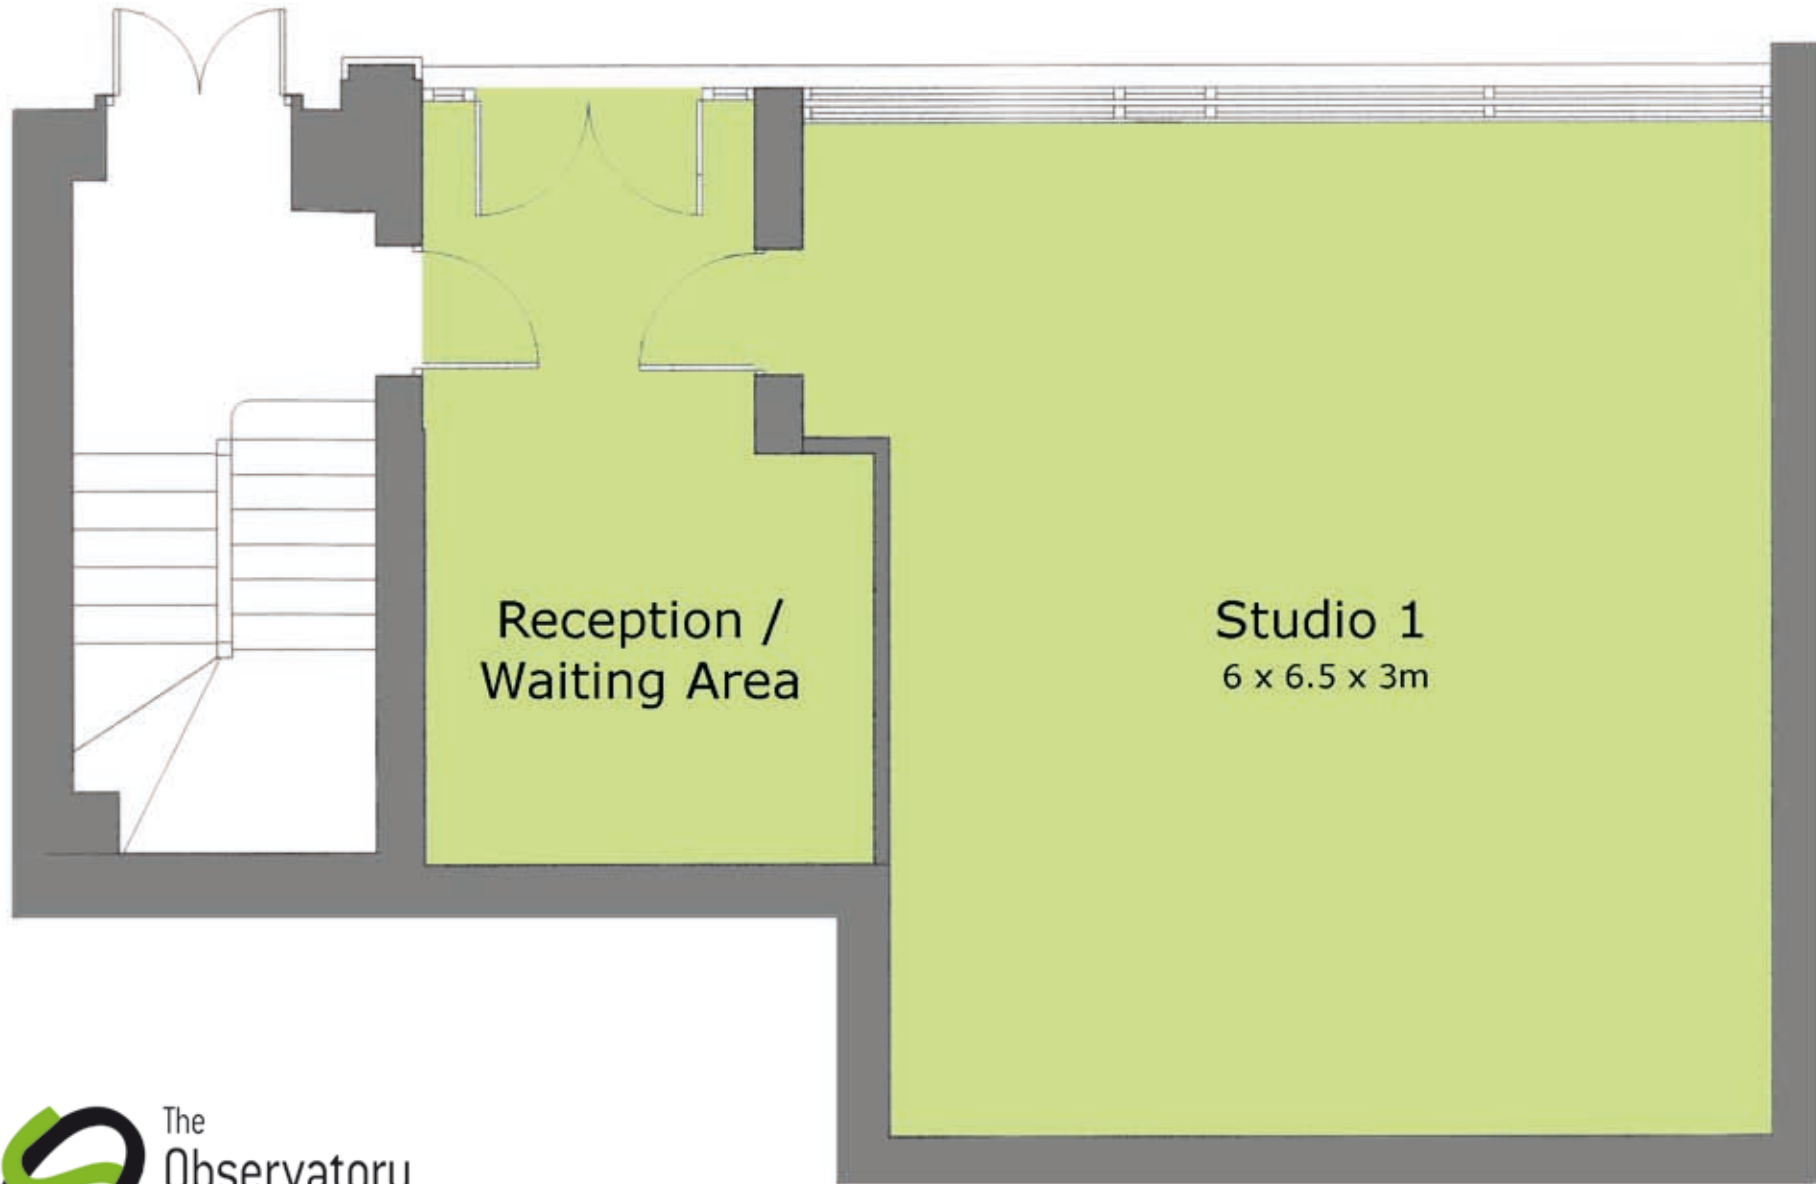 Reception /
Waiting Area
Studio 1
6 x 6.5 x 3m
The
Observatory